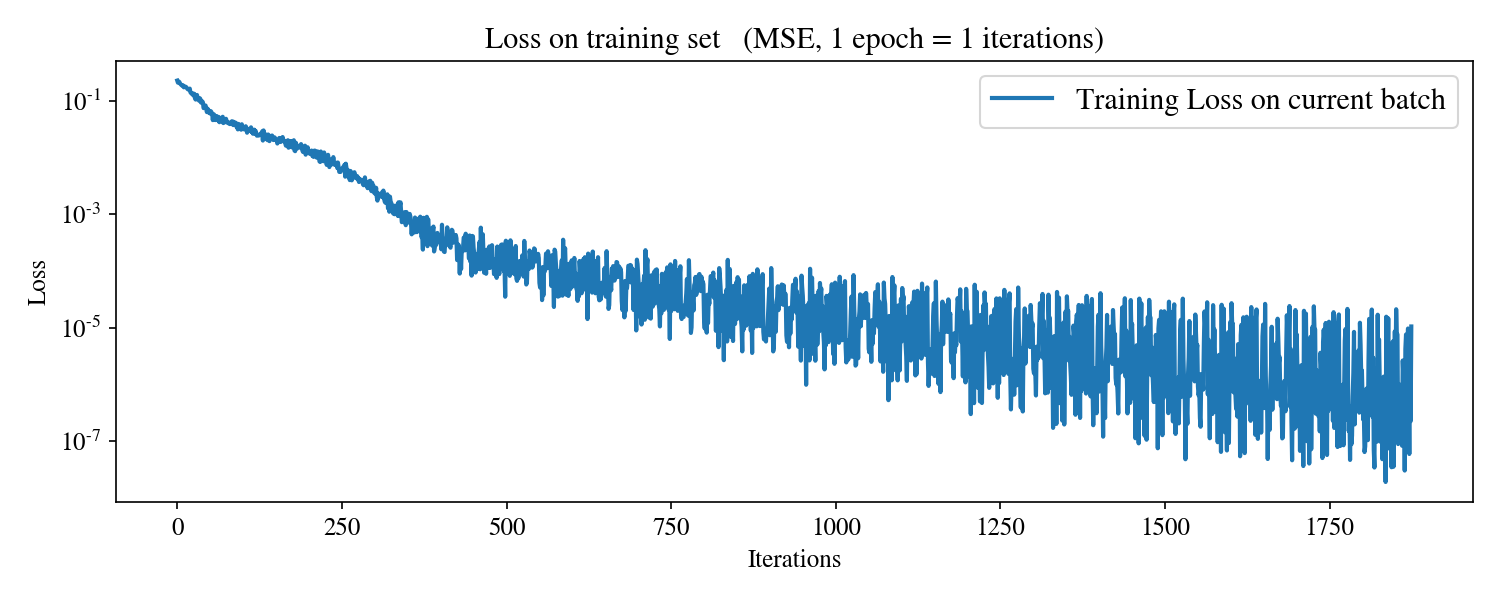 Loss on training set   (MSE, 1 epoch = 1 iterations)
Training Loss on current batch
Loss
10⁻¹
10⁻³
10⁻⁵
10⁻⁷
0 250 500 750 1000 1250 1500 1750
Iterations